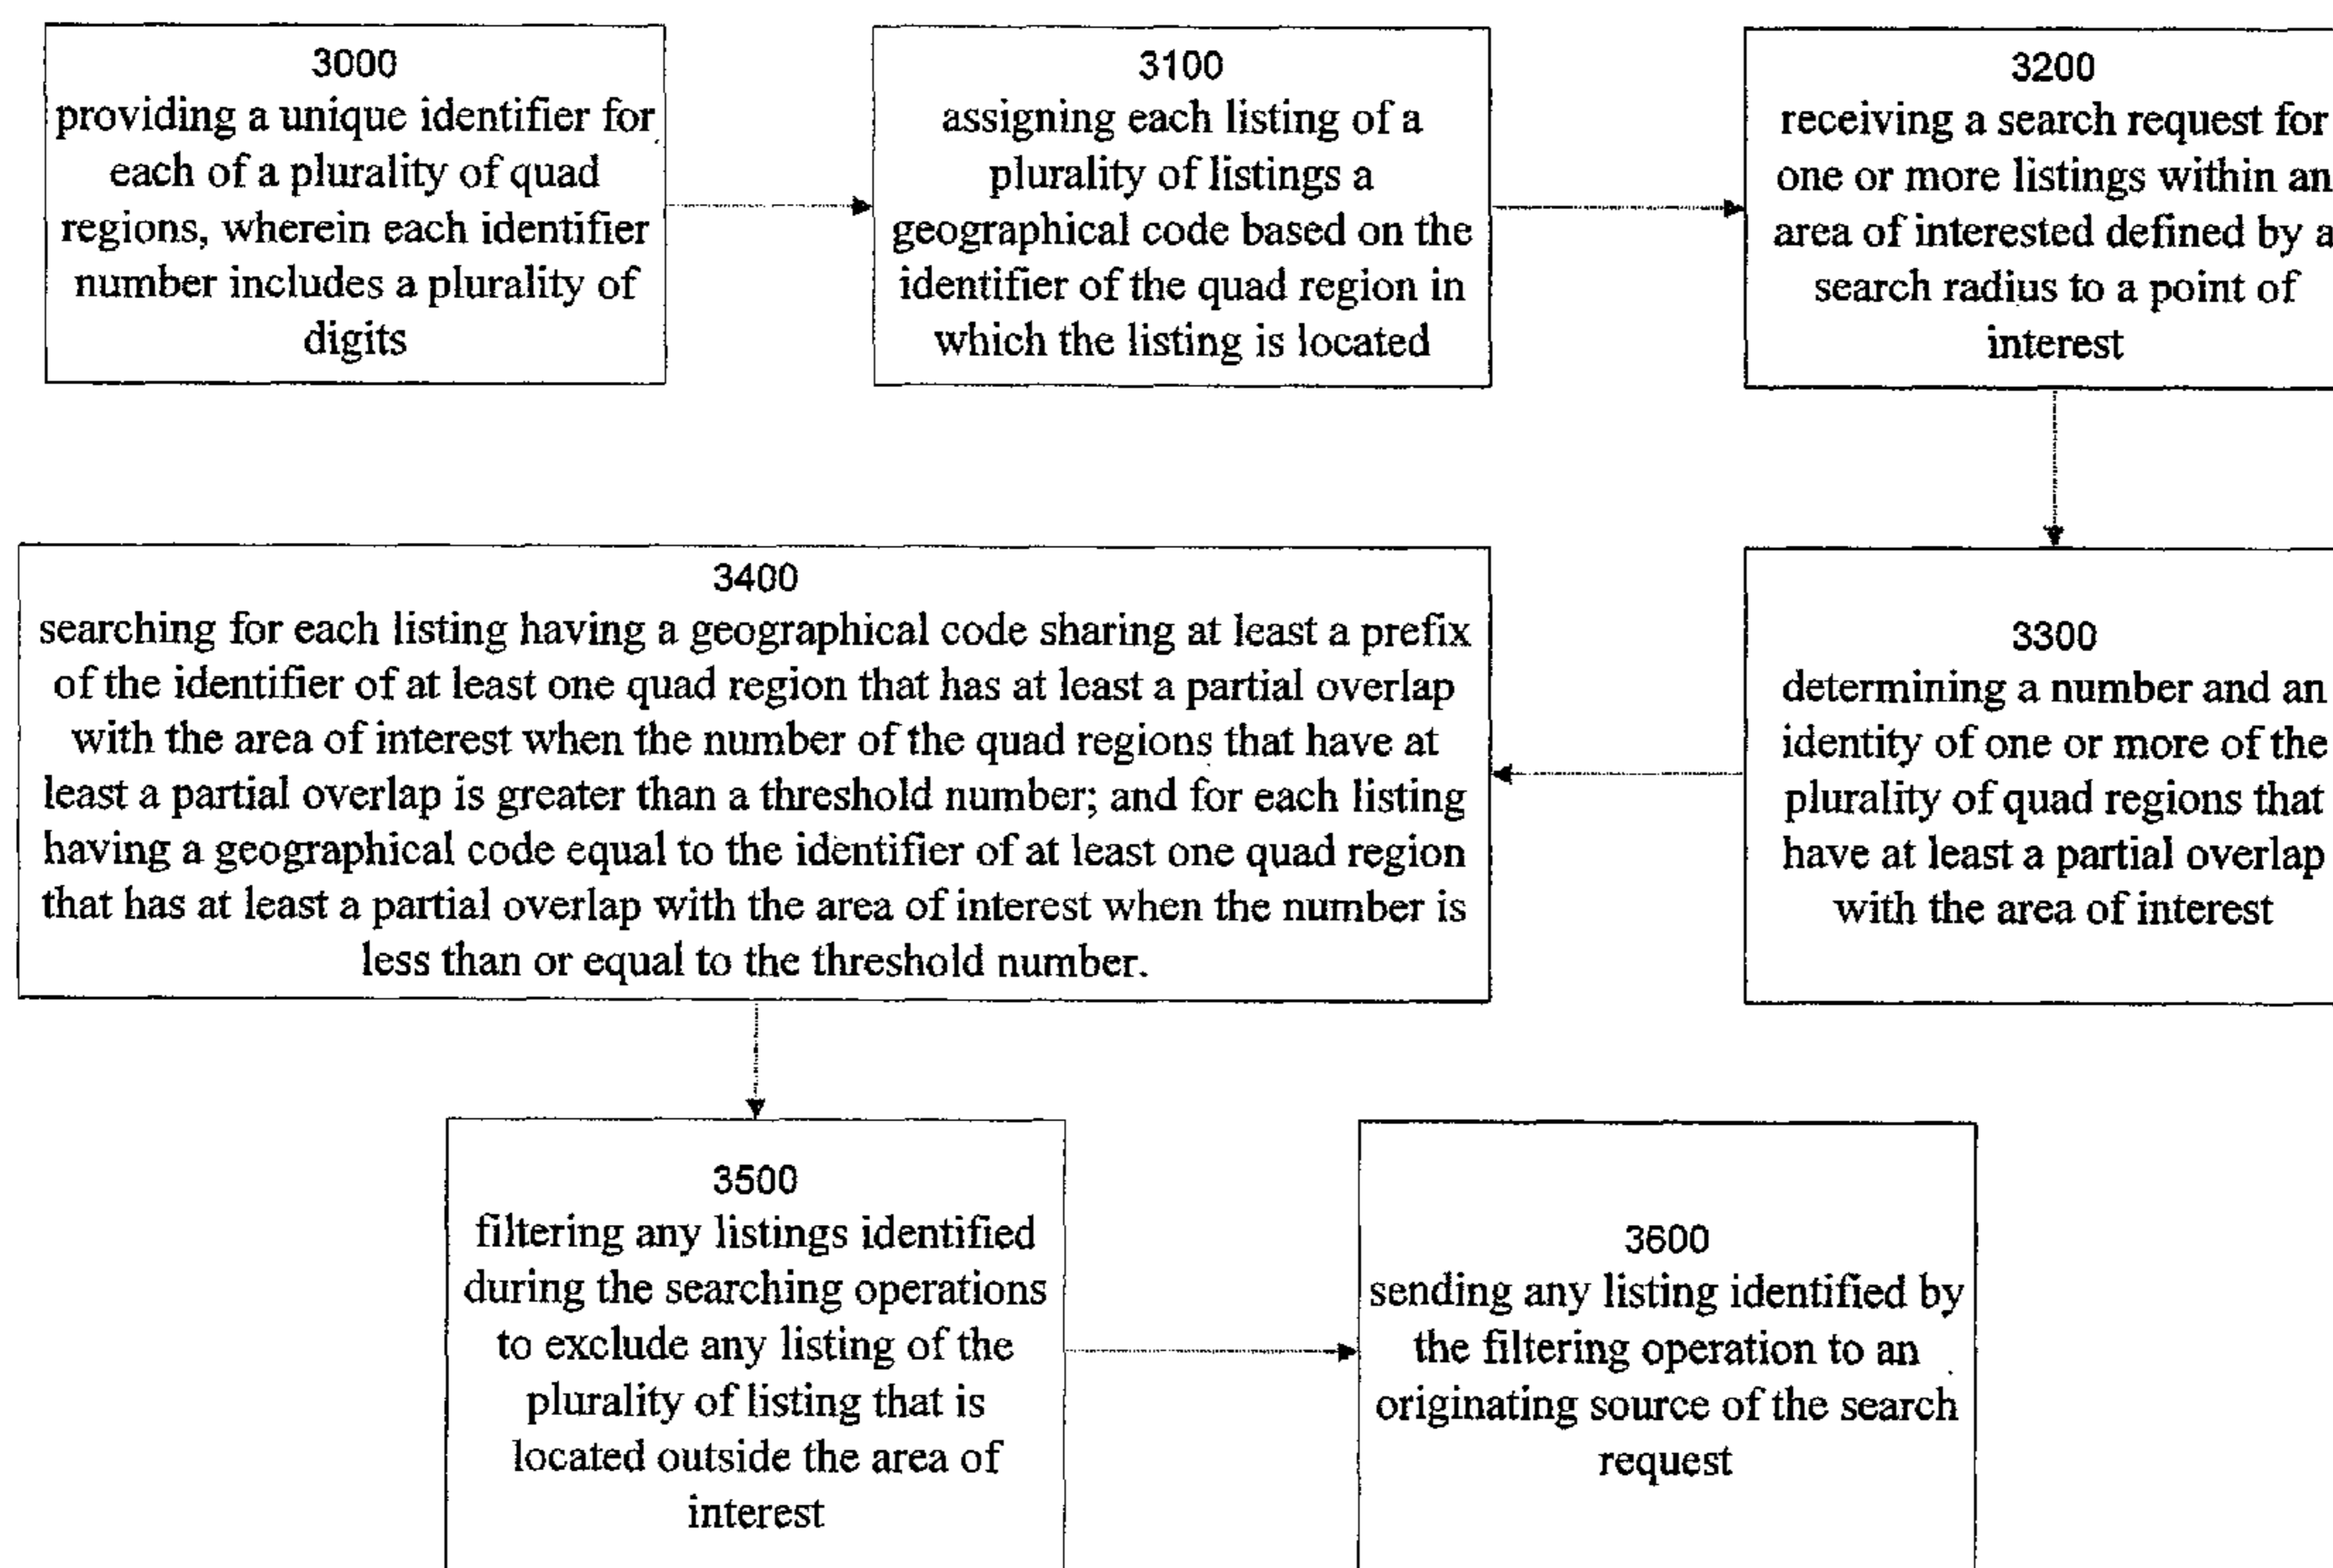 3000
providing a unique identifier for
each of a plurality of quad
regions, wherein each identifier
number includes a plurality of
digits
3100
assigning each listing of a
plurality of listings a
geographical code based on the
identifier of the quad region in
which the listing is located
3200
receiving a search request for
one or more listings within an
area of interested defined by a
search radius to a point of
interest
3300
determining a number and an
identity of one or more of the
plurality of quad regions that
have at least a partial overlap
with the area of interest
3400
searching for each listing having a geographical code sharing at least a prefix
of the identifier of at least one quad region that has at least a partial overlap
with the area of interest when the number of the quad regions that have at
least a partial overlap is greater than a threshold number; and for each listing
having a geographical code equal to the identifier of at least one quad region
that has at least a partial overlap with the area of interest when the number is
less than or equal to the threshold number.
3500
filtering any listings identified
during the searching operations
to exclude any listing of the
plurality of listing that is
located outside the area of
interest
3600
sending any listing identified by
the filtering operation to an
originating source of the search
request